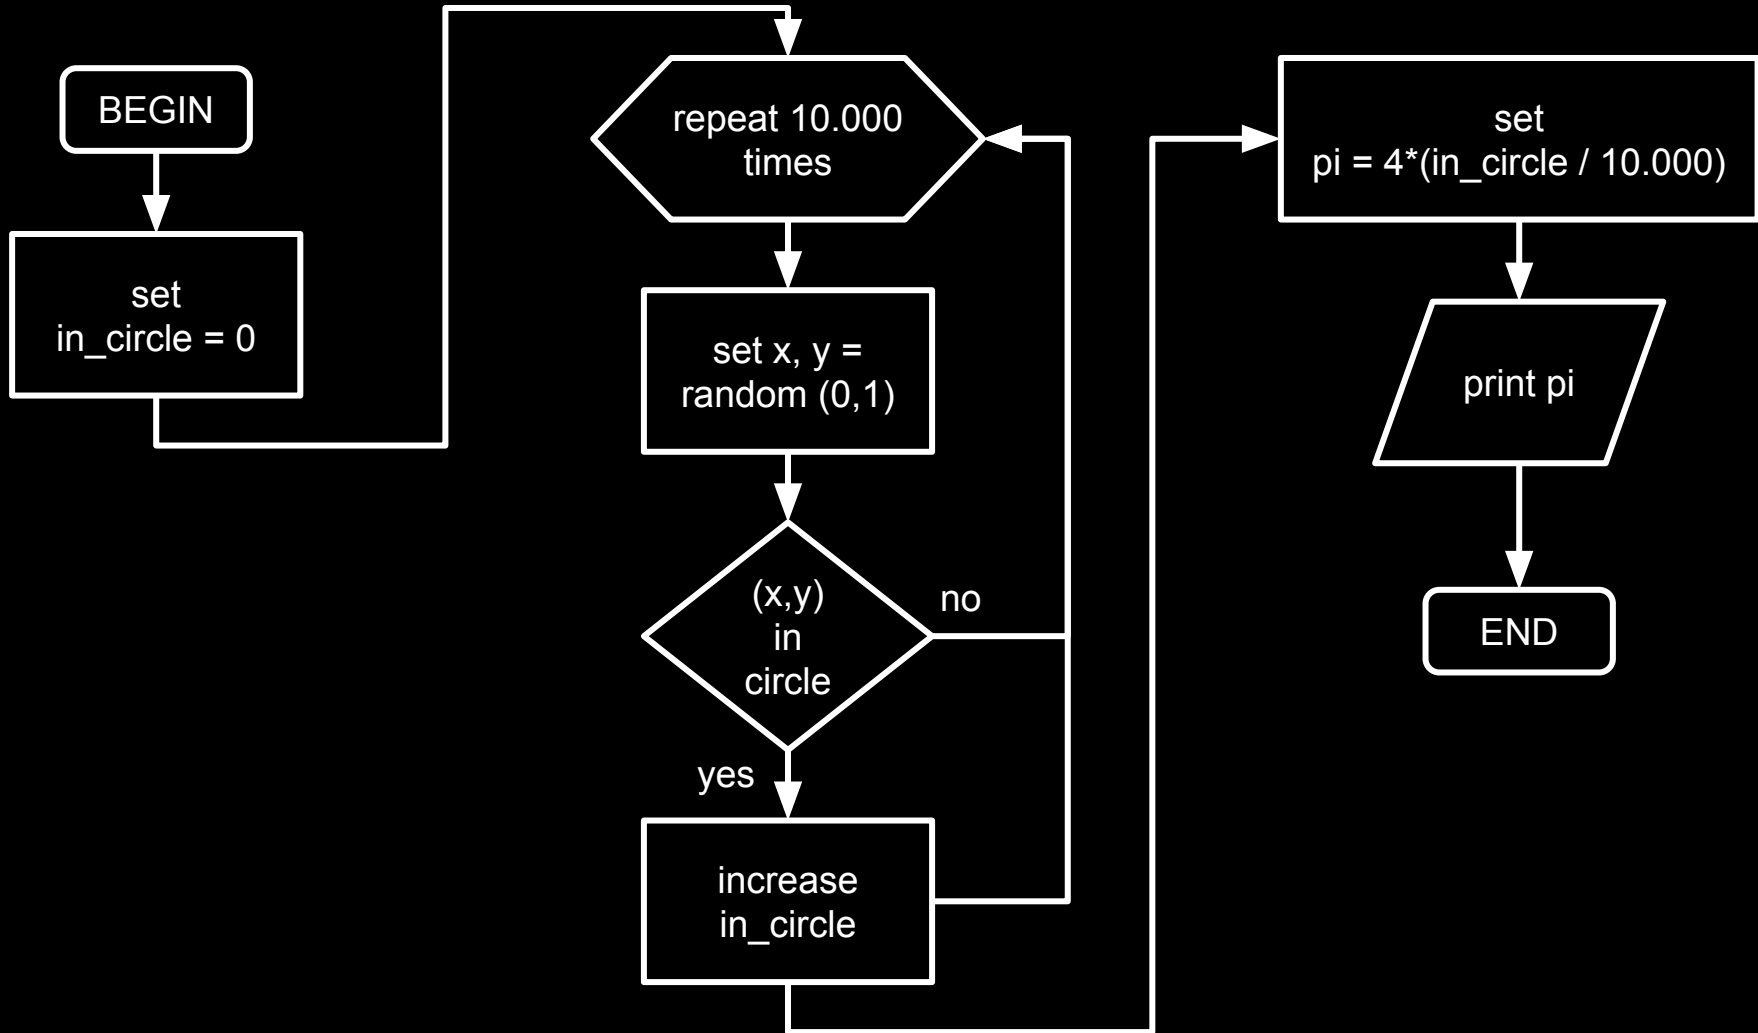 BEGIN
set
in_circle = 0
repeat 10.000
times
set x, y =
random (0,1)
(x,y)
in
circle
no
yes
increase
in_circle
set
pi = 4*(in_circle / 10.000)
print pi
END